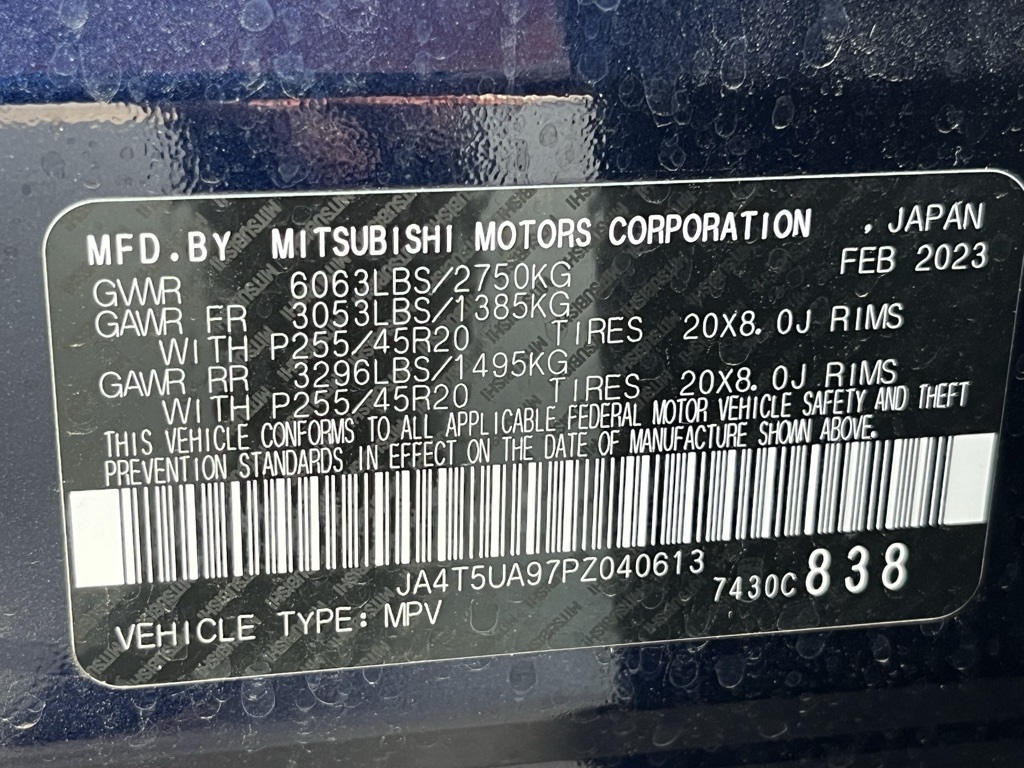 MFD.BY MITSUBISHI MOTORS CORPORATION , JAPAN
FEB 2023
GVWR 6063LBS/2750KG
GAWR FR 3053LBS/1385KG
WITH P255/45R20 TIRES 20X8.0J RIMS
GAWR RR 3296LBS/1495KG
WITH P255/45R20 TIRES 20X8.0J RIMS
THIS VEHICLE CONFORMS TO ALL APPLICABLE FEDERAL MOTOR VEHICLE SAFETY AND THEFT
PREVENTION STANDARDS IN EFFECT ON THE DATE OF MANUFACTURE SHOWN ABOVE.
JA4T5UA97PZ040613 7430C 838
VEHICLE TYPE: MPV